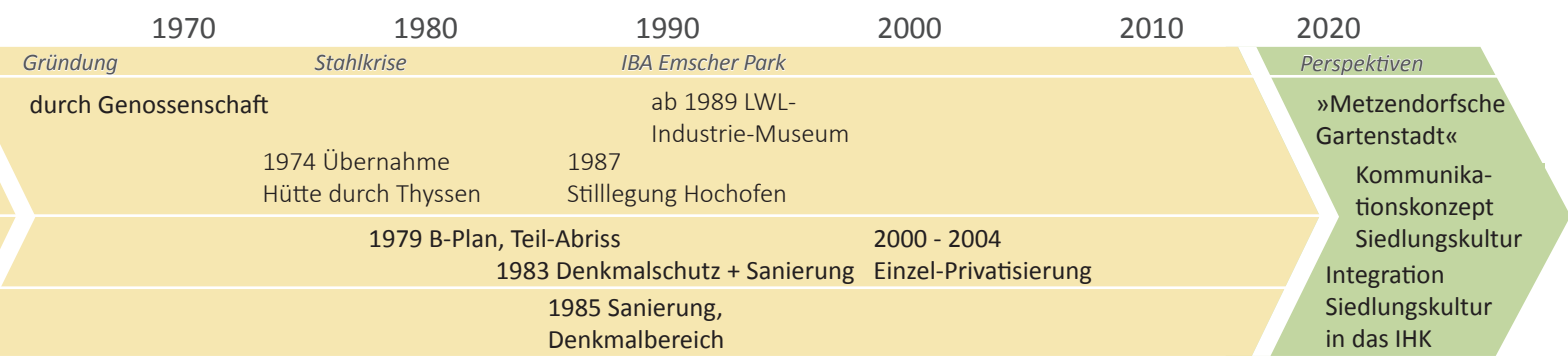 1970 1980 1990 2000 2010 2020
Gründung Stahlkrise IBA Emscher Park Perspektiven
durch Genossenschaft
ab 1989 LWL-
Industrie-Museum
1974 Übernahme
Hütte durch Thyssen
1987
Stilllegung Hochofen
1979 B-Plan, Teil-Abriss
1983 Denkmalschutz + Sanierung
2000 - 2004
Einzel-Privatisierung
1985 Sanierung,
Denkmalbereich
»Metzendorfsche
Gartenstadt«
Kommunika-
tionskonzept
Siedlungskultur
Integration
Siedlungskultur
in das IHK